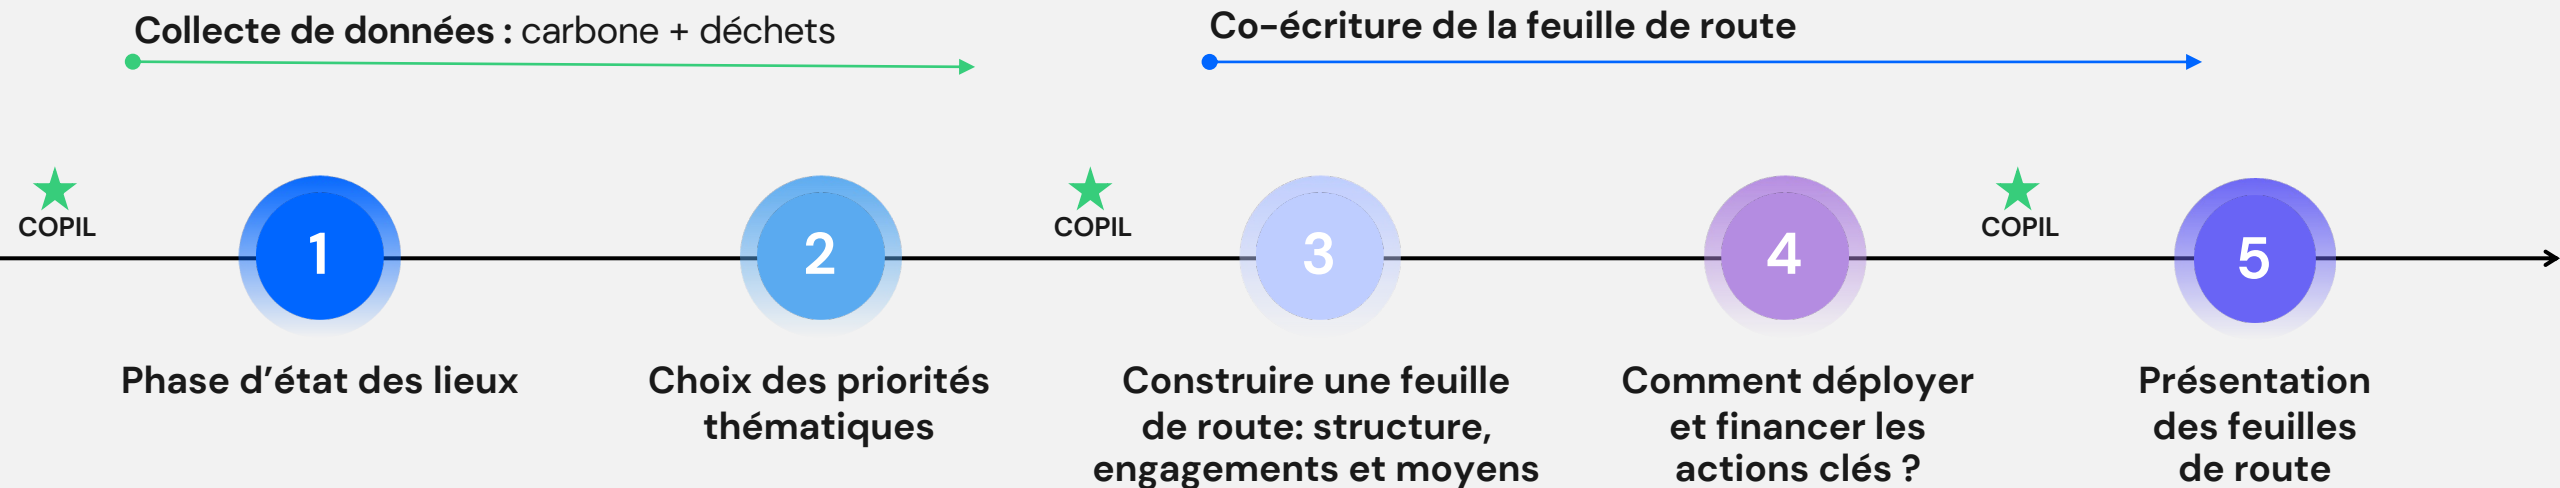 Collecte de données : carbone + déchets
Co-écriture de la feuille de route
COPIL
COPIL
COPIL
1
2
3
4
5
Phase d’état des lieux
Choix des priorités
thématiques
Construire une feuille
de route: structure,
engagements et moyens
Comment déployer
et financer les
actions clés ?
Présentation
des feuilles
de route